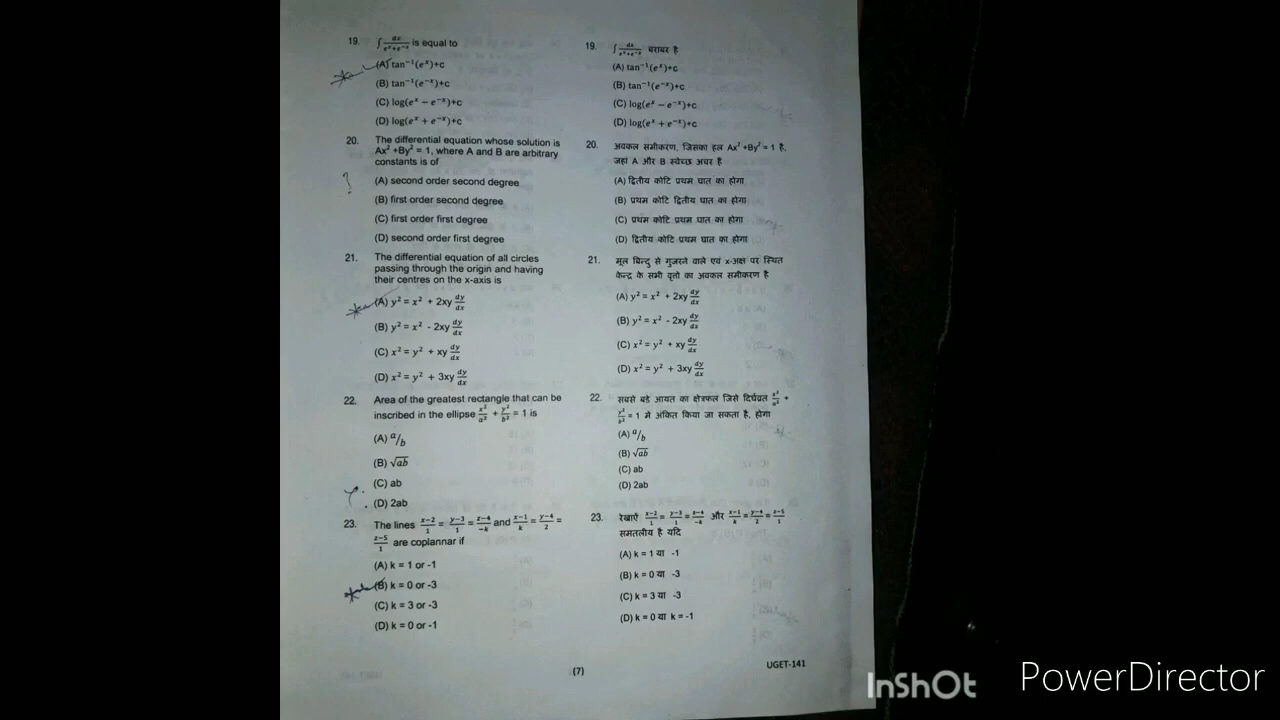 19. ∫ dx/(eˣ+e⁻ˣ) is equal to
(A) tan⁻¹(eˣ)+c
(B) tan⁻¹(e⁻ˣ)+c
(C) log(eˣ − e⁻ˣ)+c
(D) log(eˣ + e⁻ˣ)+c
20. The differential equation whose solution is
Ax² +By² = 1, where A and B are arbitrary
constants is of
?
(A) second order second degree
(B) first order second degree
(C) first order first degree
(D) second order first degree
21. The differential equation of all circles
passing through the origin and having
their centres on the x-axis is
(A) y² = x² + 2xy dy/dx
(B) y² = x² - 2xy dy/dx
(C) x² = y² + xy dy/dx
(D) x² = y² + 3xy dy/dx
22. Area of the greatest rectangle that can be
inscribed in the ellipse x²/a² + y²/b² = 1 is
(A) a/b
(B) √ab
(C) ab
(D) 2ab
23. The lines x−2/1 = y−3/1 = z−4/−k and x−1/k = y−4/2 =
z−5/1 are coplannar if
(A) k = 1 or -1
(B) k = 0 or -3
(C) k = 3 or -3
(D) k = 0 or -1
19. ∫ dx/(eˣ+e⁻ˣ) बराबर है
(A) tan⁻¹(eˣ)+c
(B) tan⁻¹(e⁻ˣ)+c
(C) log(eˣ − e⁻ˣ)+c
(D) log(eˣ + e⁻ˣ)+c
20. अवकल समीकरण, जिसका हल Ax² +By² = 1 है,
जहां A और B स्वेच्छ अचर हैं
(A) द्वितीय कोटि प्रथम घात का होगा
(B) प्रथम कोटि द्वितीय घात का होगा
(C) प्रथम कोटि प्रथम घात का होगा
(D) द्वितीय कोटि प्रथम घात का होगा
21. मूल बिन्दु से गुजरने वाले एवं x-अक्ष पर स्थित
केन्द्र के सभी वृतो का अवकल समीकरण है
(A) y² = x² + 2xy dy/dx
(B) y² = x² - 2xy dy/dx
(C) x² = y² + xy dy/dx
(D) x² = y² + 3xy dy/dx
22. सबसे बड़े आयत का क्षेत्रफल जिसे दिर्घव्रत x²/a² +
y²/b² = 1 मे अंकित किया जा सकता है, होगा
(A) a/b
(B) √ab
(C) ab
(D) 2ab
23. रेखाएँ x−2/1 = y−3/1 = z−4/−k और x−1/k = y−4/2 = z−5/1
समतलीय है यदि
(A) k = 1 या -1
(B) k = 0 या -3
(C) k = 3 या -3
(D) k = 0 या k = -1
(7)
UGET-141
InShOt
PowerDirector